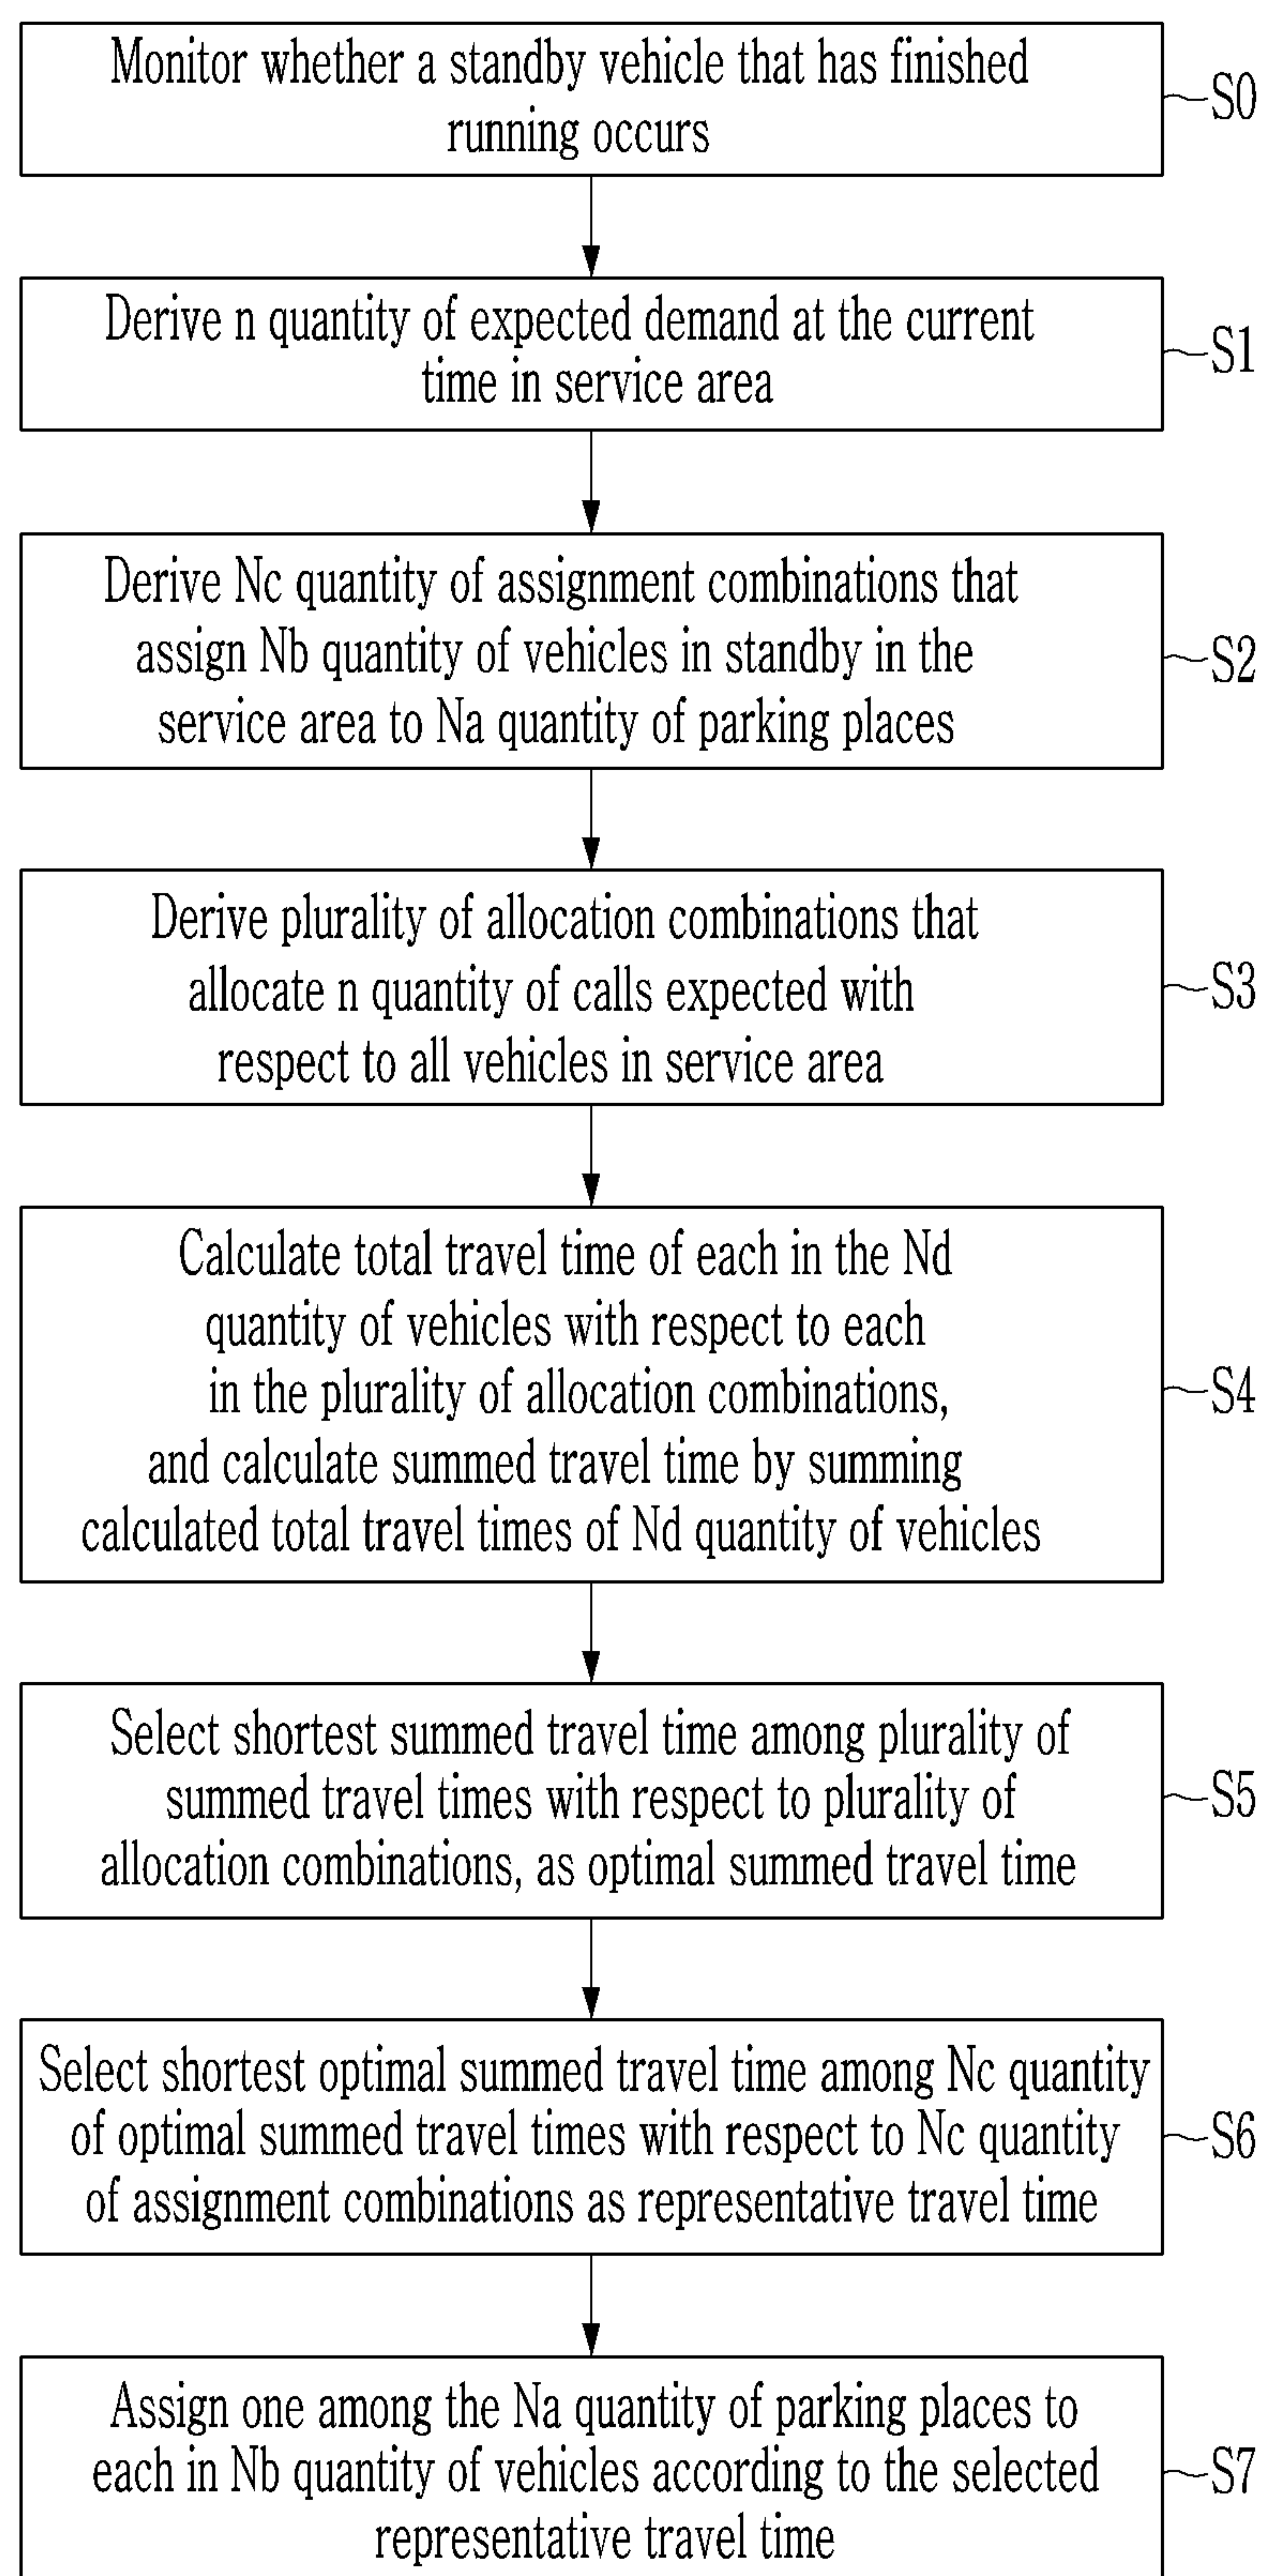 Monitor whether a standby vehicle that has finished
running occurs
S0
Derive n quantity of expected demand at the current
time in service area
S1
Derive Nc quantity of assignment combinations that
assign Nb quantity of vehicles in standby in the
service area to Na quantity of parking places
S2
Derive plurality of allocation combinations that
allocate n quantity of calls expected with
respect to all vehicles in service area
S3
Calculate total travel time of each in the Nd
quantity of vehicles with respect to each
in the plurality of allocation combinations,
and calculate summed travel time by summing
calculated total travel times of Nd quantity of vehicles
S4
Select shortest summed travel time among plurality of
summed travel times with respect to plurality of
allocation combinations, as optimal summed travel time
S5
Select shortest optimal summed travel time among Nc quantity
of optimal summed travel times with respect to Nc quantity
of assignment combinations as representative travel time
S6
Assign one among the Na quantity of parking places to
each in Nb quantity of vehicles according to the selected
representative travel time
S7